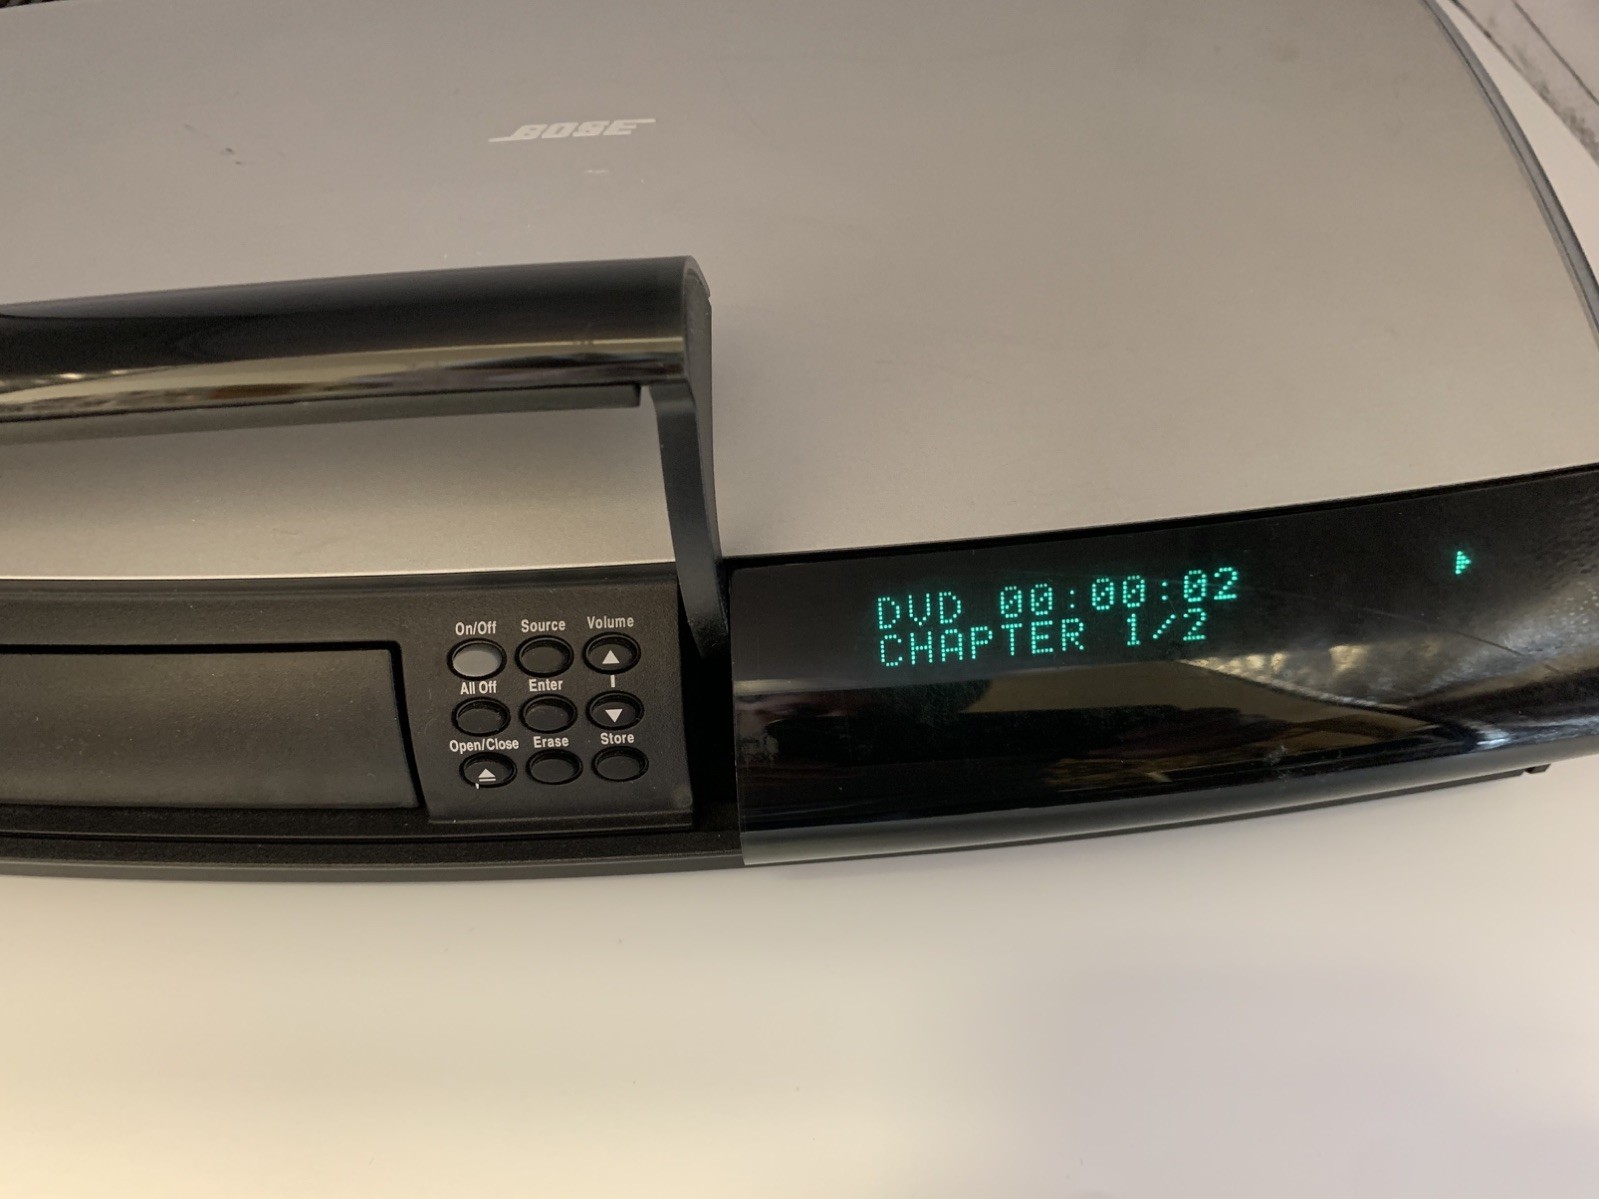 BOSE
On/Off Source Volume
All Off Enter
Open/Close Erase Store
DVD 00:00:02
CHAPTER 1/2